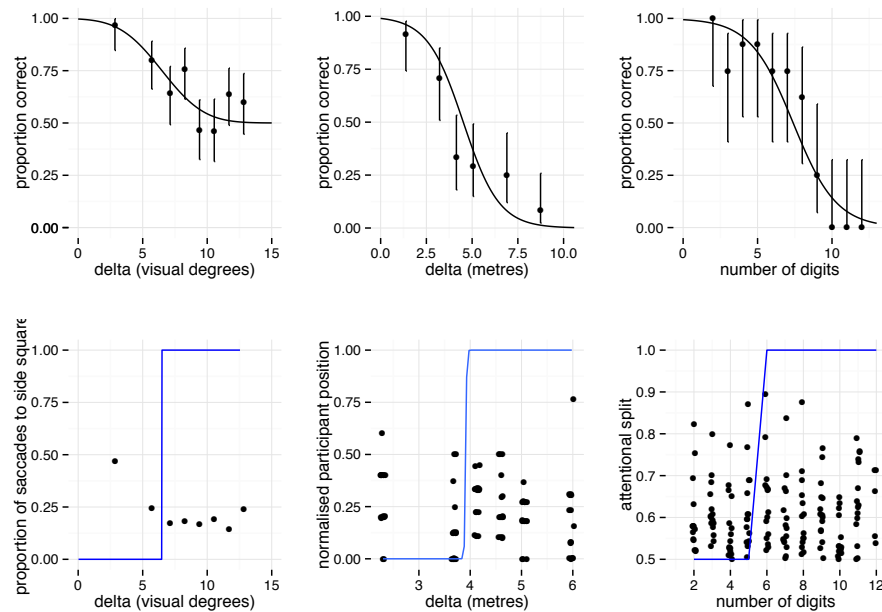 proportion correct
1.00
0.75
0.50
0.25
0.00
0 5 10 15
delta (visual degrees)
proportion correct
1.00
0.75
0.50
0.25
0.00
0.0 2.5 5.0 7.5 10.0
delta (metres)
proportion correct
1.00
0.75
0.50
0.25
0.00
0 5 10
number of digits
proportion of saccades to side square
1.00
0.75
0.50
0.25
0.00
0 5 10 15
delta (visual degrees)
normalised participant position
1.00
0.75
0.50
0.25
0.00
3 4 5 6
delta (metres)
attentional split
1.0
0.9
0.8
0.7
0.6
0.5
2 4 6 8 10 12
number of digits